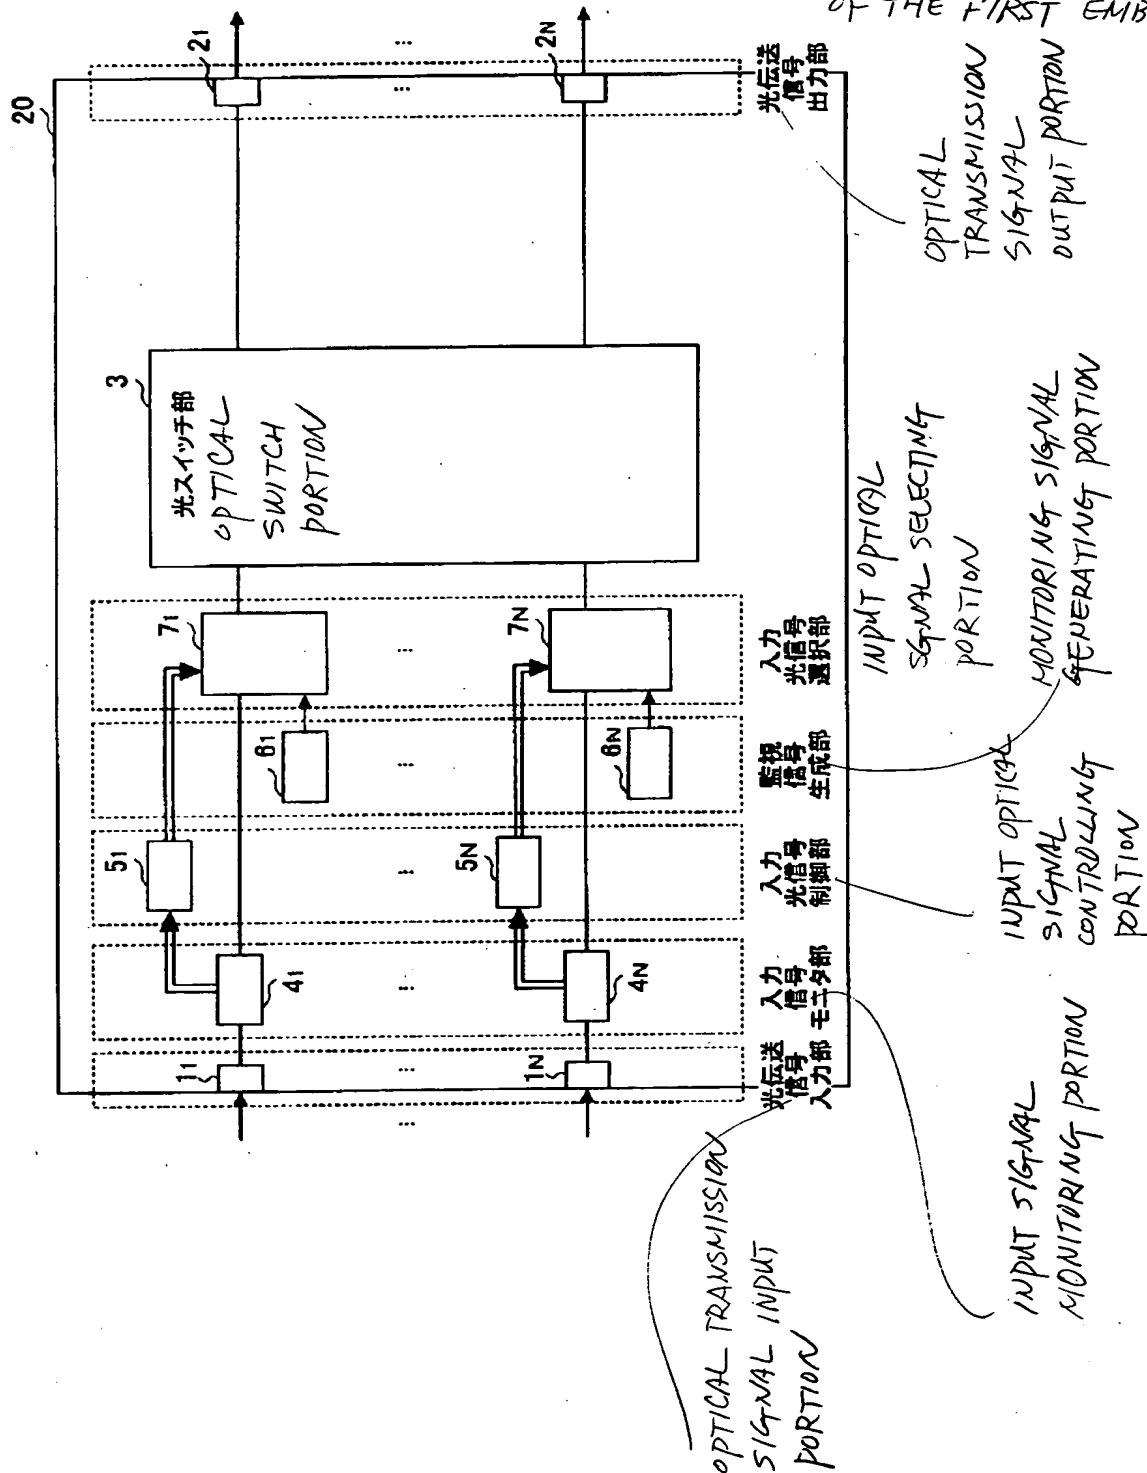 OF THE FIRST EMB
20
2₁
...
2N
...
光伝送
信号
出力部
OPTICAL
TRANSMISSION
SIGNAL
OUTPUT PORTION
3
光スイッチ部
OPTICAL
SWITCH
PORTION
7₁
...
7N
入力
光信号
選択部
INPUT OPTICAL
SIGNAL SELECTING
PORTION
6₁
...
6N
監視
信号
生成部
MONITORING SIGNAL
GENERATING PORTION
5₁
...
5N
入力
光信号
制御部
INPUT OPTICAL
SIGNAL
CONTROLLING
PORTION
4₁
...
4N
入力
信号
モニタ部
INPUT SIGNAL
MONITORING PORTION
1₁
...
1N
...
光伝送
信号
入力部
OPTICAL TRANSMISSION
SIGNAL INPUT
PORTION